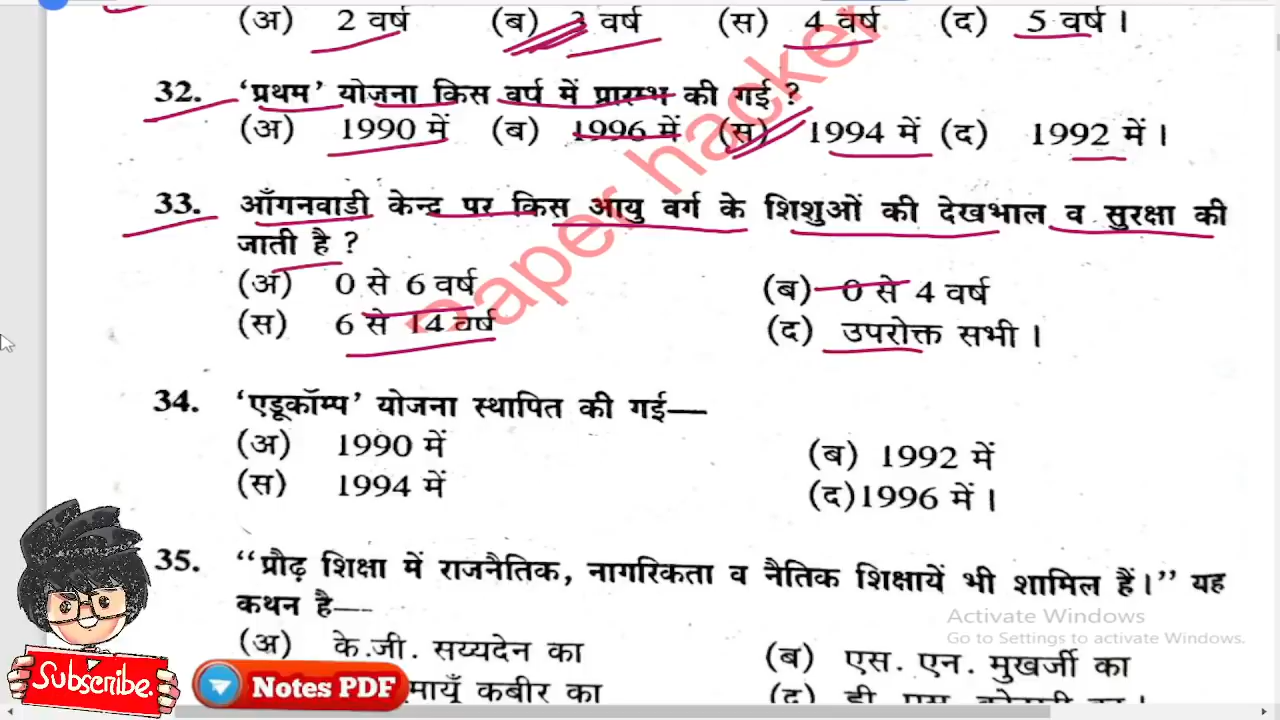 (अ) 2 वर्ष (ब) 3 वर्ष (स) 4 वर्ष (द) 5 वर्ष ।
32. ‘प्रथम’ योजना किस वर्ष में प्रारम्भ की गई ?
(अ) 1990 में (ब) 1996 में (स) 1994 में (द) 1992 में ।
33. आँगनवाडी केन्द्र पर किस आयु वर्ग के शिशुओं की देखभाल व सुरक्षा की
जाती है ?
(अ) 0 से 6 वर्ष (ब) 0 से 4 वर्ष
(स) 6 से 14 वर्ष (द) उपरोक्त सभी ।
34. ‘एडूकॉम्प’ योजना स्थापित की गई—
(अ) 1990 में (ब) 1992 में
(स) 1994 में (द) 1996 में ।
35. “प्रौढ़ शिक्षा में राजनैतिक, नागरिकता व नैतिक शिक्षायें भी शामिल हैं।” यह
कथन है—
(अ) के.जी. सय्यदेन का (ब) एस. एन. मुखर्जी का
कबीर का (द)
Paper hacker
Activate Windows
Go to Settings to activate Windows.
Subscribe.
Notes PDF